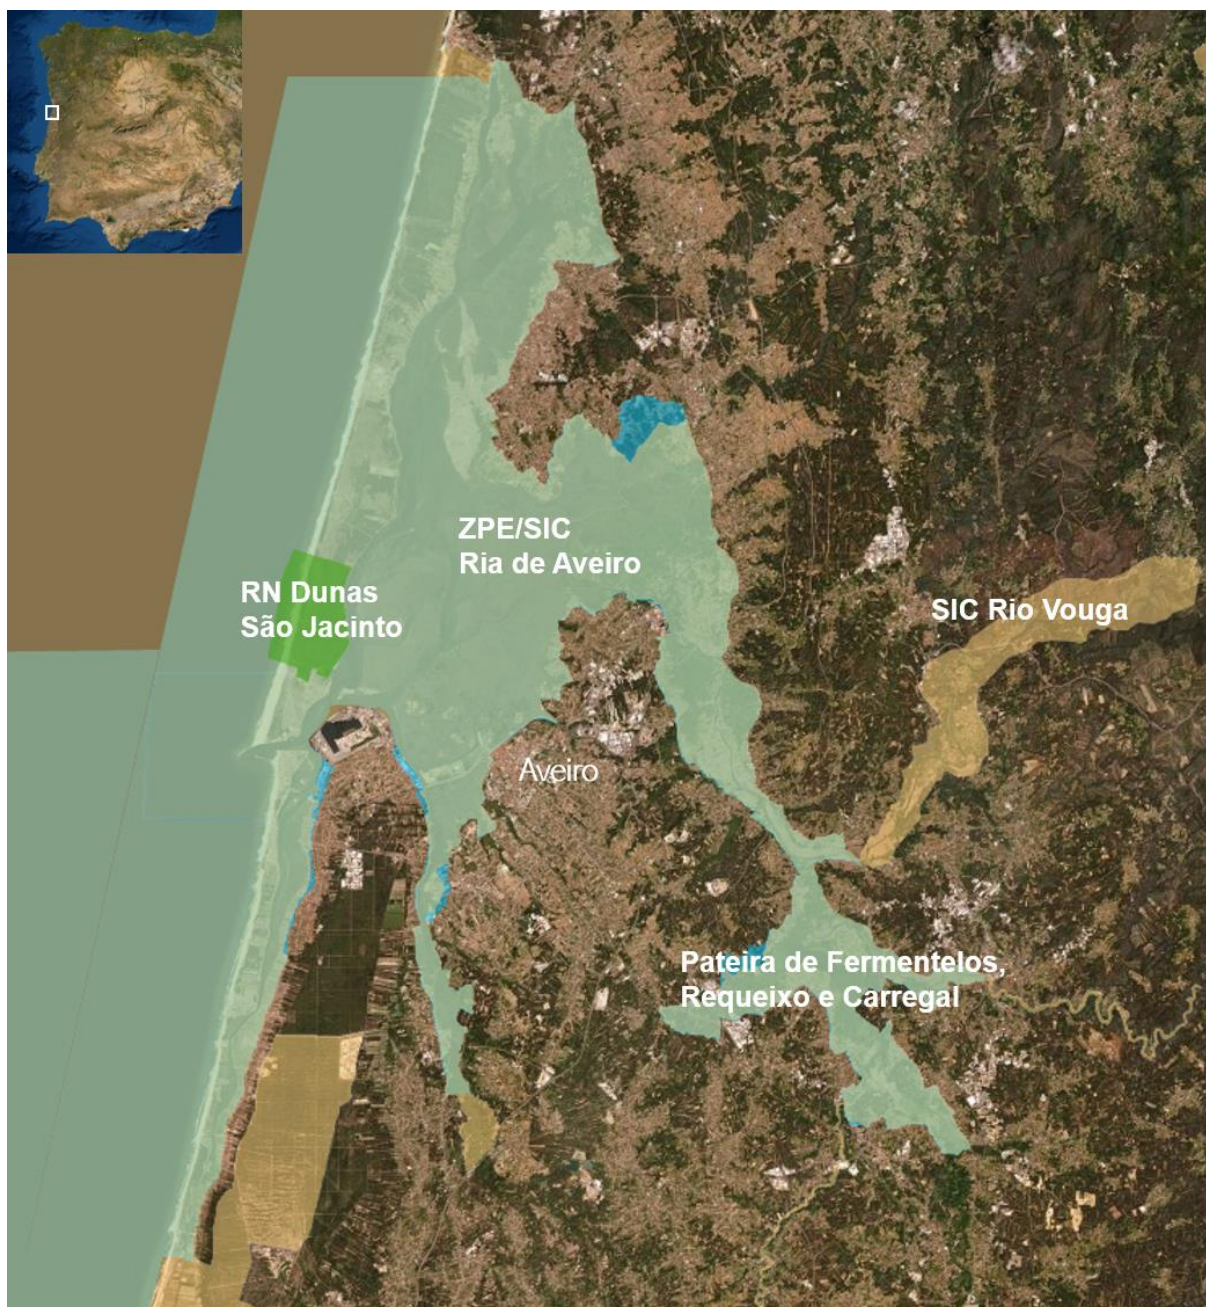 ZPE/SIC
Ria de Aveiro
RN Dunas
São Jacinto
SIC Rio Vouga
Aveiro
Pateira de Fermentelos,
Requeixo e Carregal